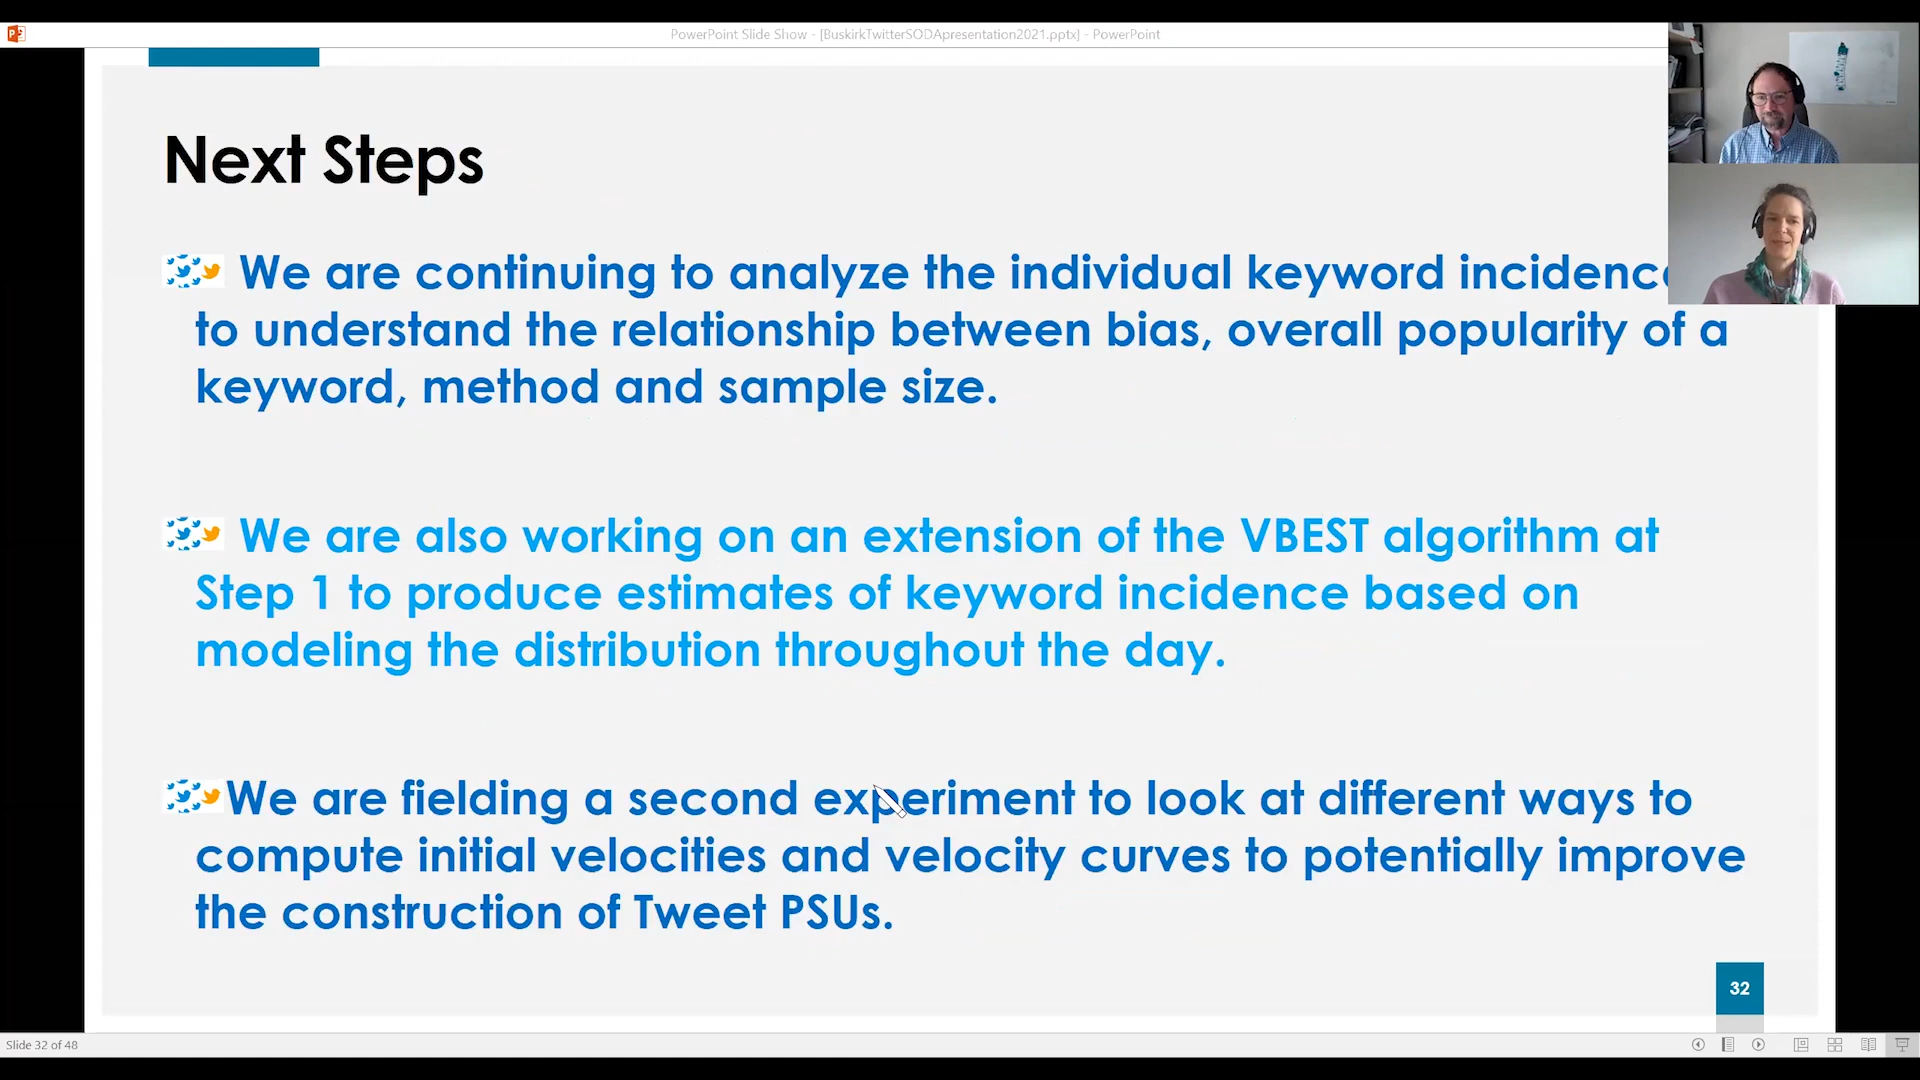 PowerPoint Slide Show - [BuskirkTwitterSODApresentation2021.pptx] - PowerPoint
Next Steps
We are continuing to analyze the individual keyword incidence
to understand the relationship between bias, overall popularity of a
keyword, method and sample size.
We are also working on an extension of the VBEST algorithm at
Step 1 to produce estimates of keyword incidence based on
modeling the distribution throughout the day.
We are fielding a second experiment to look at different ways to
compute initial velocities and velocity curves to potentially improve
the construction of Tweet PSUs.
32
Slide 32 of 48